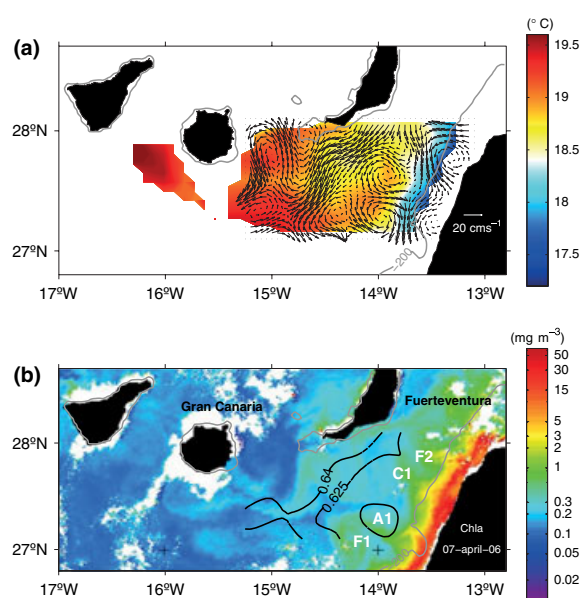 (° C)
(a)
19.5
28ºN
19
18.5
18
20 cms⁻¹
27ºN
−200
17.5
17ºW 16ºW 15ºW 14ºW 13ºW
(mg m⁻³)
(b)
50
30
Gran Canaria Fuerteventura
15
28ºN
0.64
F2
5
0.625
C1
3
2
1
0.5
0.3
A1
0.2
Chla
F1
0.1
27ºN
07−april−06
0.05
0.02
17ºW 16ºW 15ºW 14ºW 13ºW